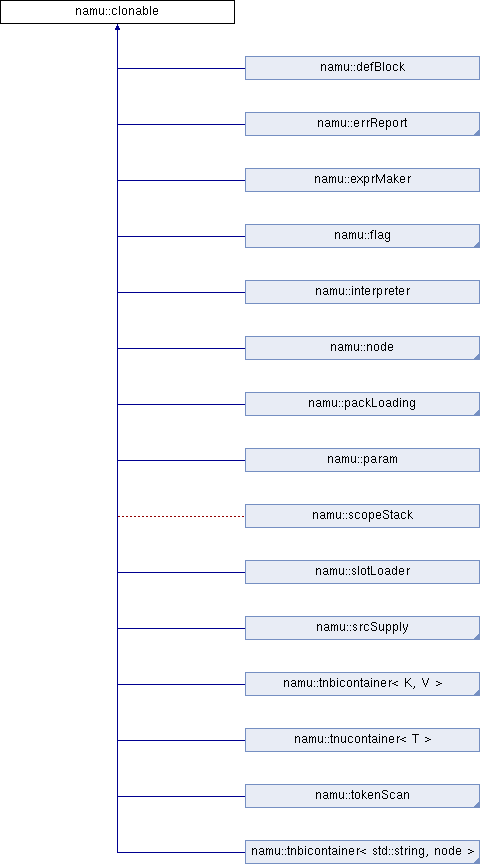 namu::clonable
namu::defBlock
namu::errReport
namu::exprMaker
namu::flag
namu::interpreter
namu::node
namu::packLoading
namu::param
namu::scopeStack
namu::slotLoader
namu::srcSupply
namu::tnbicontainer< K, V >
namu::tnucontainer< T >
namu::tokenScan
namu::tnbicontainer< std::string, node >